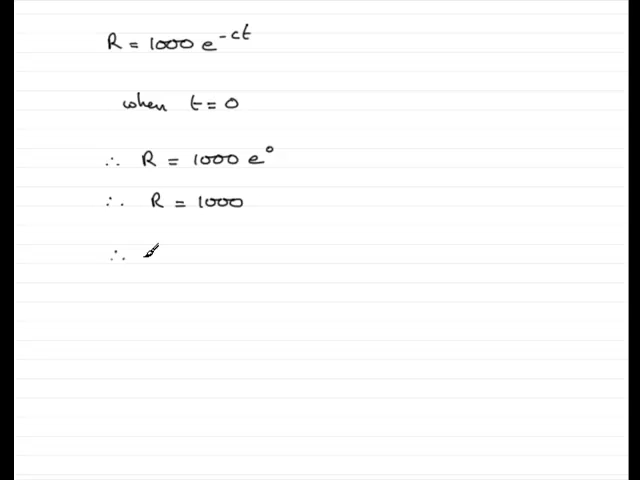 R = 1000 e^-ct
when t = 0
∴ R = 1000 e^0
∴ R = 1000
∴